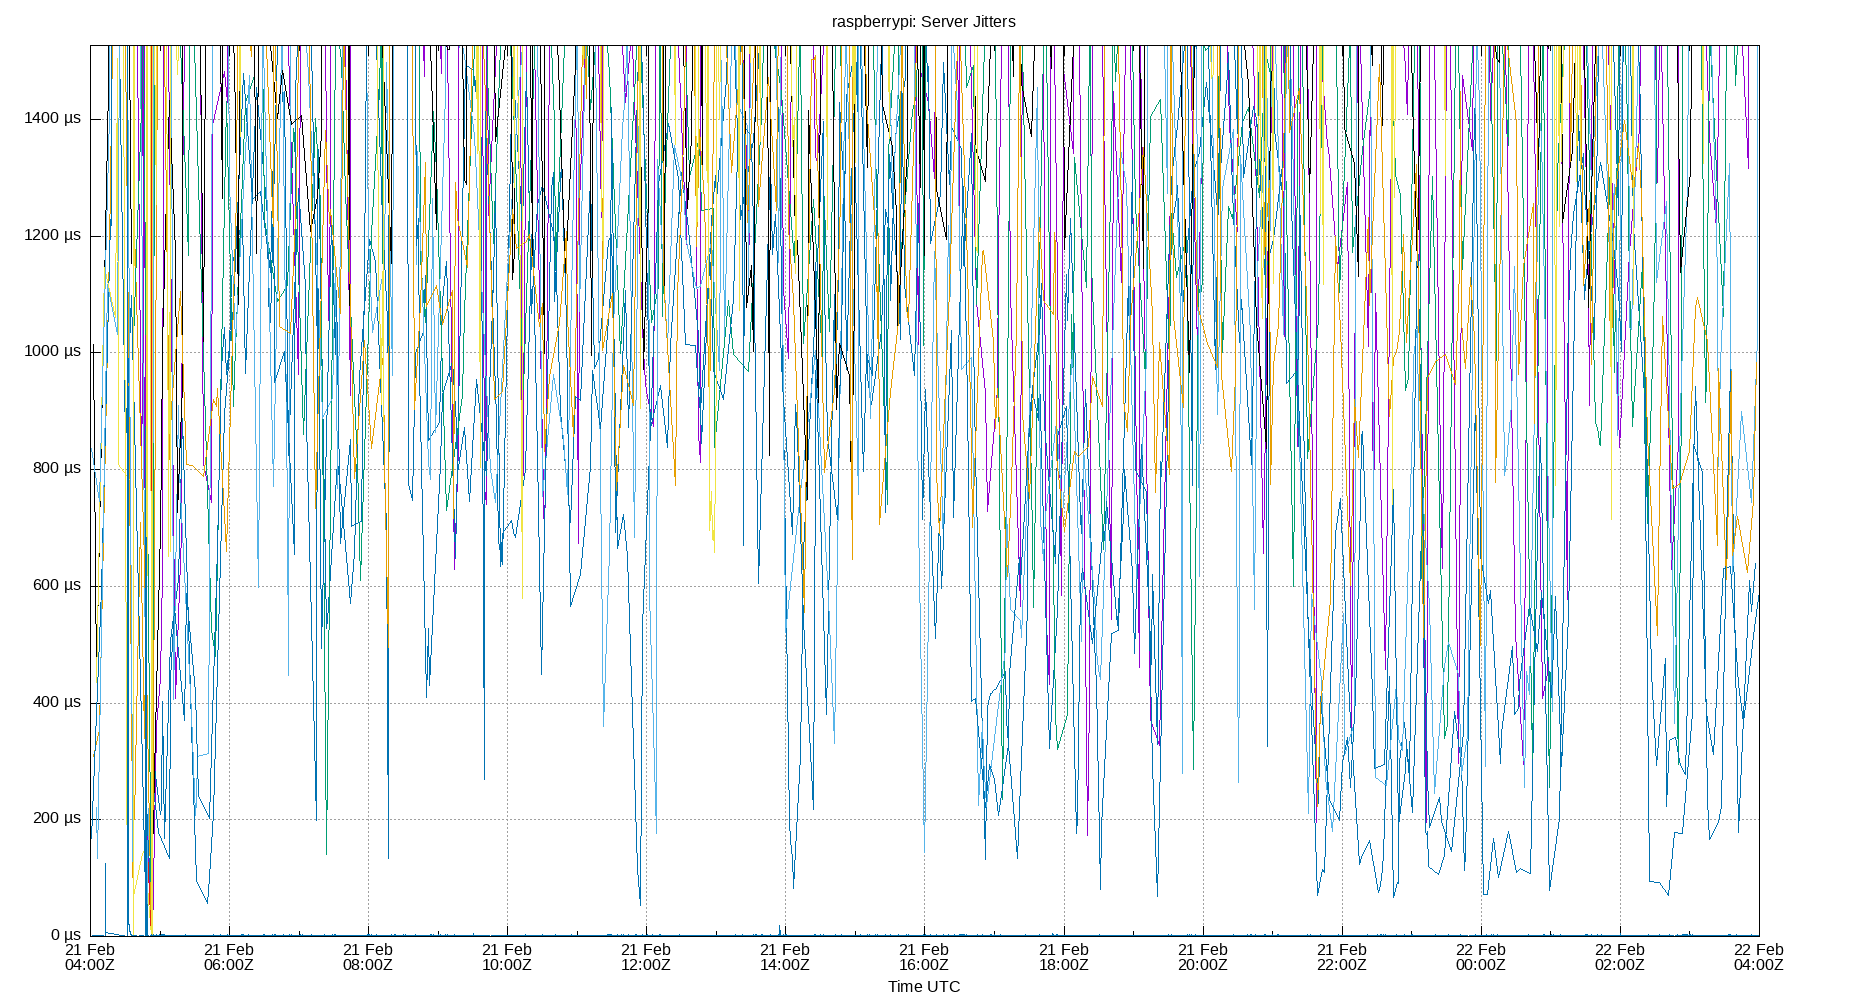 raspberrypi: Server Jitters
1400 µs
1200 µs
1000 µs
800 µs
600 µs
400 µs
200 µs
0 µs
21 Feb 21 Feb 21 Feb 21 Feb 21 Feb 21 Feb 21 Feb 21 Feb 21 Feb 21 Feb 22 Feb 22 Feb 22 Feb
04:00Z 06:00Z 08:00Z 10:00Z 12:00Z 14:00Z 16:00Z 18:00Z 20:00Z 22:00Z 00:00Z 02:00Z 04:00Z
Time UTC